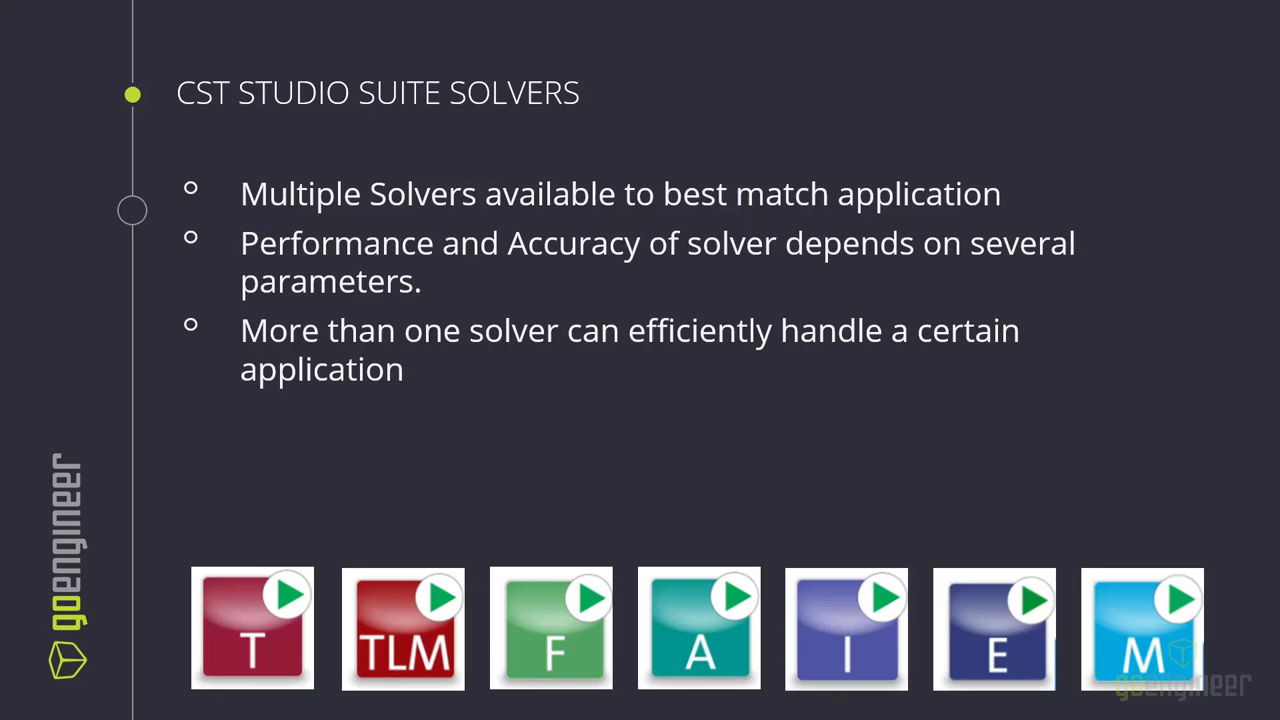 CST STUDIO SUITE SOLVERS
Multiple Solvers available to best match application
Performance and Accuracy of solver depends on several
parameters.
More than one solver can efficiently handle a certain
application
goengineer
T
TLM
F
A
I
E
M
goengineer